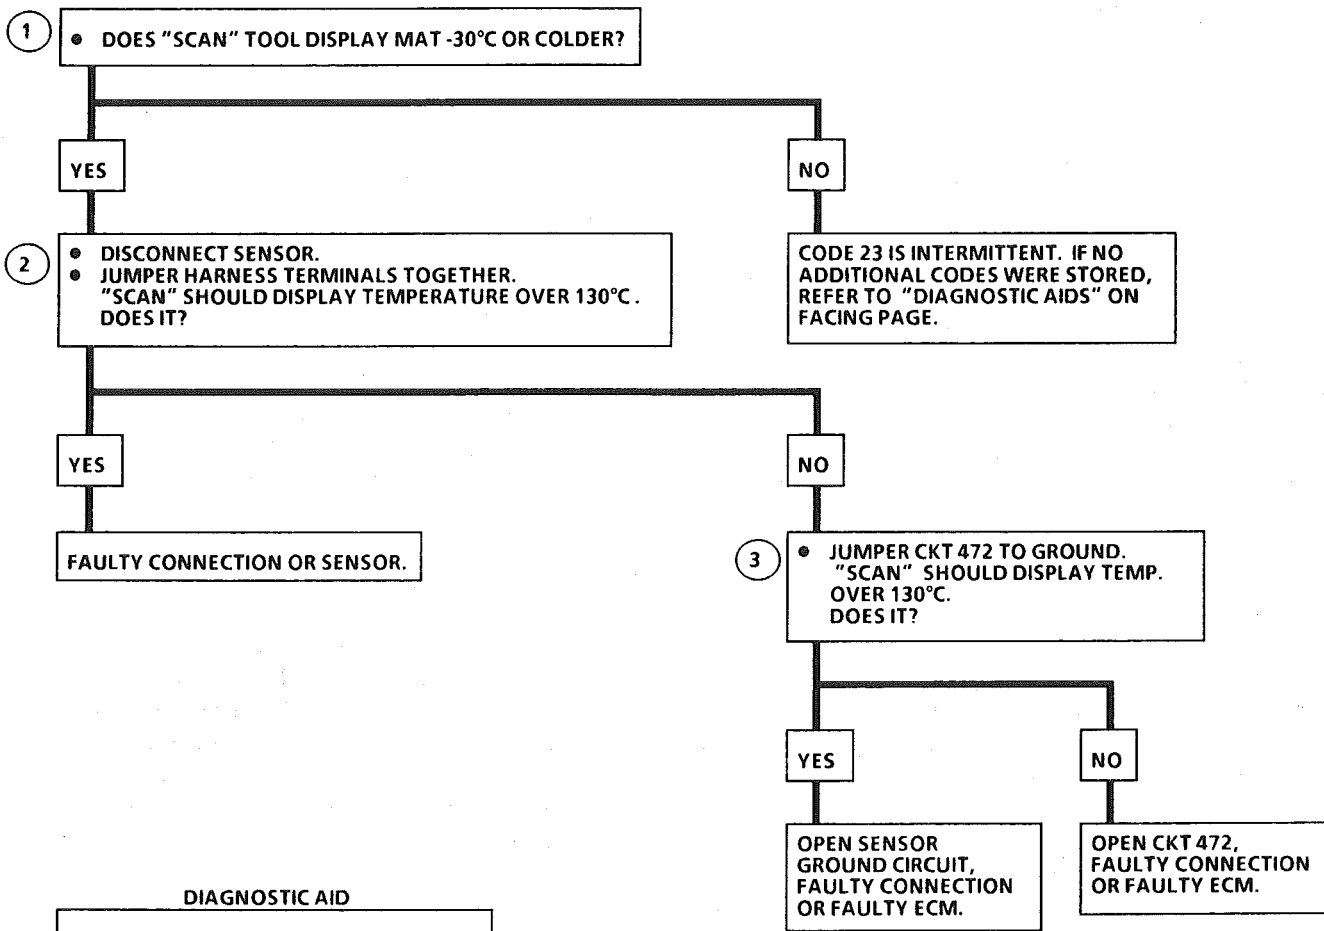 1
● DOES "SCAN" TOOL DISPLAY MAT -30°C OR COLDER?
YES
NO
2
● DISCONNECT SENSOR.
● JUMPER HARNESS TERMINALS TOGETHER.
"SCAN" SHOULD DISPLAY TEMPERATURE OVER 130°C.
DOES IT?
CODE 23 IS INTERMITTENT. IF NO
ADDITIONAL CODES WERE STORED,
REFER TO "DIAGNOSTIC AIDS" ON
FACING PAGE.
YES
NO
FAULTY CONNECTION OR SENSOR.
3
● JUMPER CKT 472 TO GROUND.
"SCAN" SHOULD DISPLAY TEMP.
OVER 130°C.
DOES IT?
YES
NO
OPEN SENSOR
GROUND CIRCUIT,
FAULTY CONNECTION
OR FAULTY ECM.
OPEN CKT 472,
FAULTY CONNECTION
OR FAULTY ECM.
DIAGNOSTIC AID